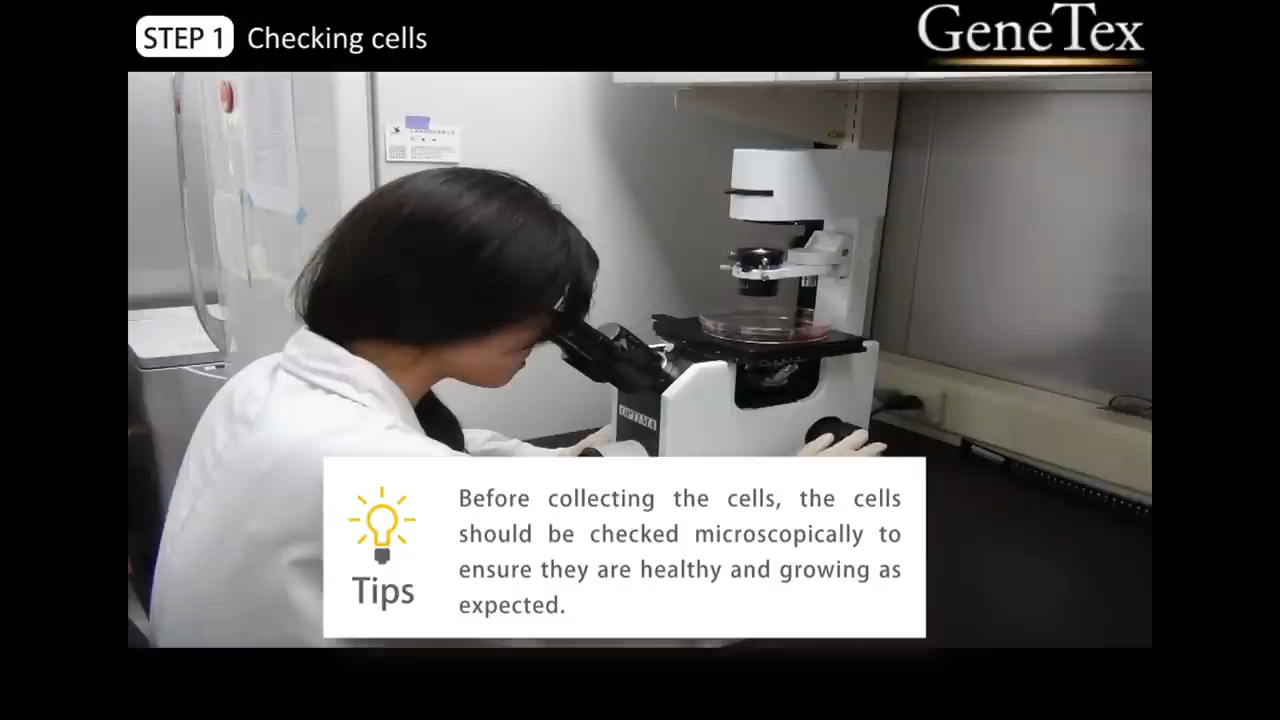 STEP 1 Checking cells
GeneTex
OPTIMA
Tips
Before collecting the cells, the cells
should be checked microscopically to
ensure they are healthy and growing as
expected.